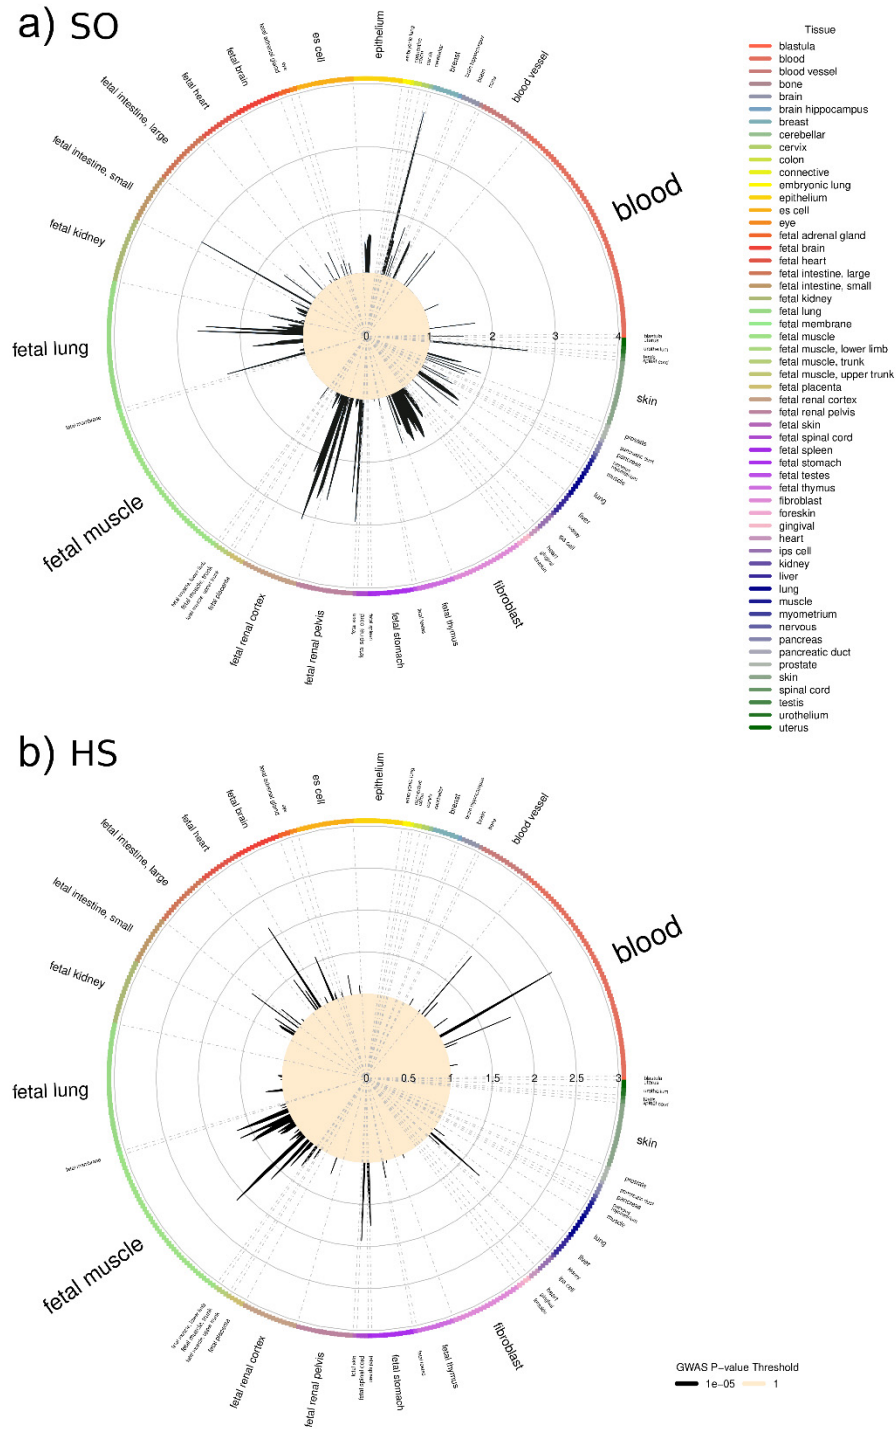 a) SO
epithelium
es cell
breast
blood vessel
fetal adrenal gland
fetal brain
fetal heart
fetal intestine, large
fetal intestine, small
fetal kidney
fetal lung
fetal muscle
blood
0
1
2
3
4
skin
prostate
pancreas
muscle
lung
liver
fibroblast
fetal thymus
fetal stomach
fetal renal pelvis
fetal renal cortex
fetal placenta
Tissue
blastula
blood
blood vessel
bone
brain
brain hippocampus
breast
cerebellar
cervix
colon
connective
embryonic lung
epithelium
es cell
eye
fetal adrenal gland
fetal brain
fetal heart
fetal intestine, large
fetal intestine, small
fetal kidney
fetal lung
fetal membrane
fetal muscle
fetal muscle, lower limb
fetal muscle, trunk
fetal muscle, upper trunk
fetal placenta
fetal renal cortex
fetal renal pelvis
fetal skin
fetal spinal cord
fetal spleen
fetal stomach
fetal testes
fetal thymus
fibroblast
foreskin
gingival
heart
ips cell
kidney
liver
lung
muscle
myometrium
nervous
pancreas
pancreatic duct
prostate
skin
spinal cord
testis
urothelium
uterus
b) HS
epithelium
es cell
breast
blood vessel
fetal adrenal gland
fetal brain
fetal heart
fetal intestine, large
fetal intestine, small
fetal kidney
fetal lung
fetal muscle
blood
0
0.5
1
1.5
2
2.5
3
skin
prostate
pancreas
muscle
lung
liver
fibroblast
fetal thymus
fetal stomach
fetal renal pelvis
fetal renal cortex
fetal placenta
GWAS P−value Threshold
1e−05
1